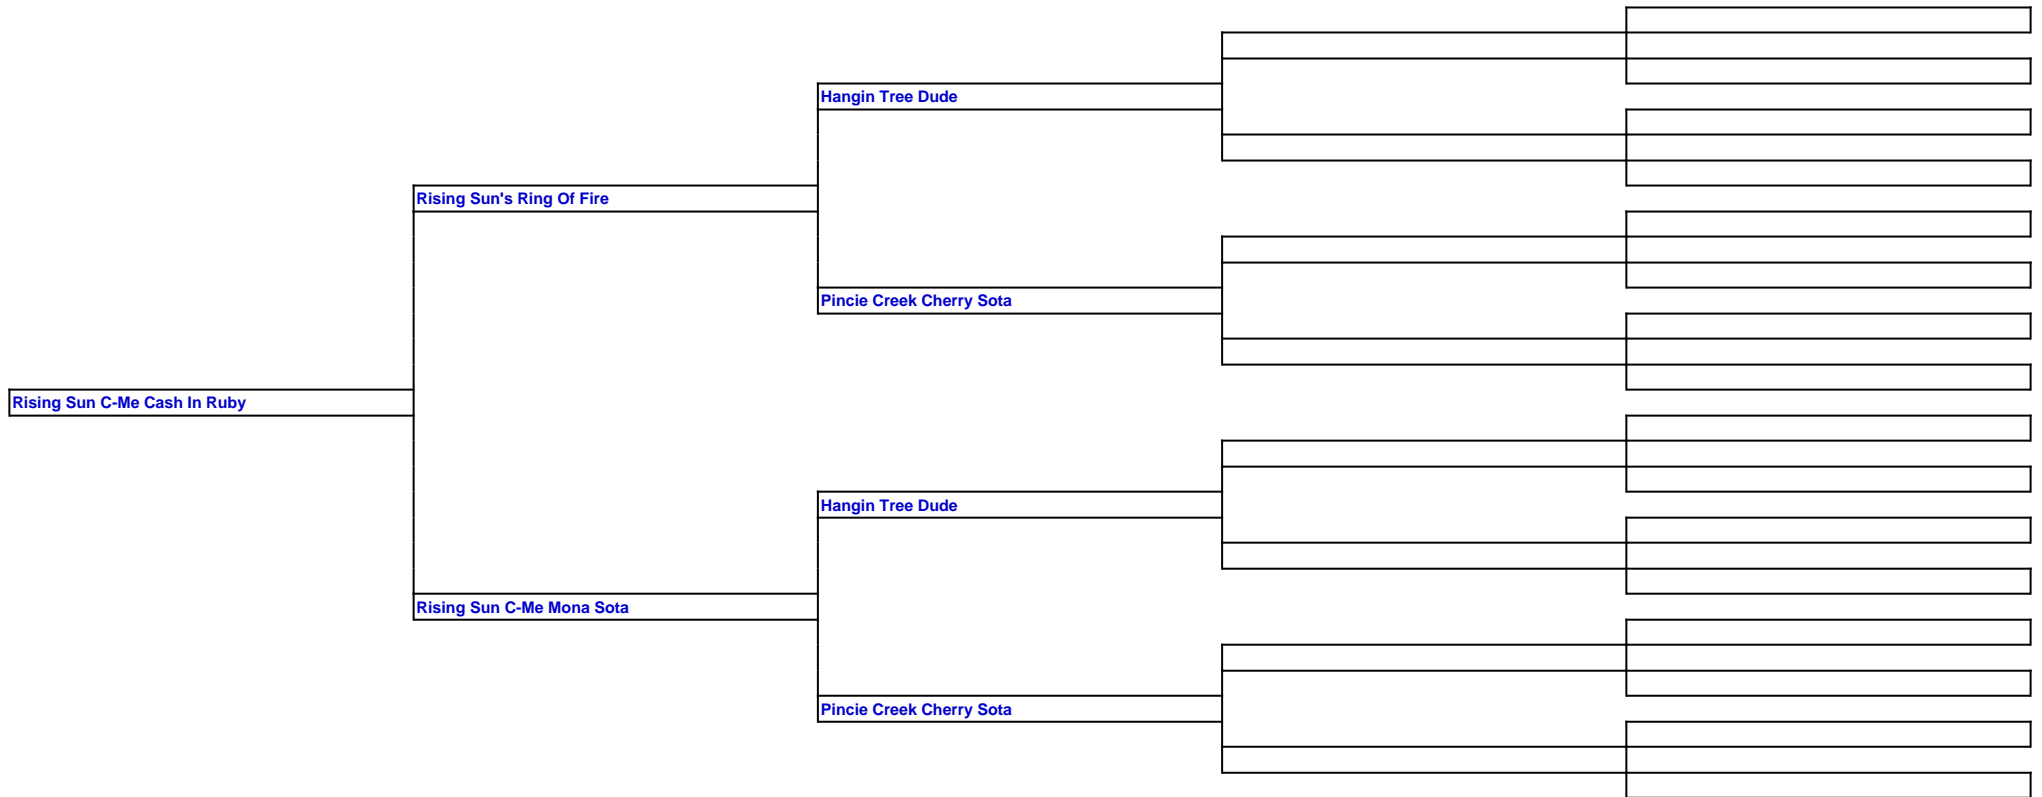 Hangin Tree Dude
Rising Sun's Ring Of Fire
Pincie Creek Cherry Sota
Rising Sun C-Me Cash In Ruby
Hangin Tree Dude
Rising Sun C-Me Mona Sota
Pincie Creek Cherry Sota